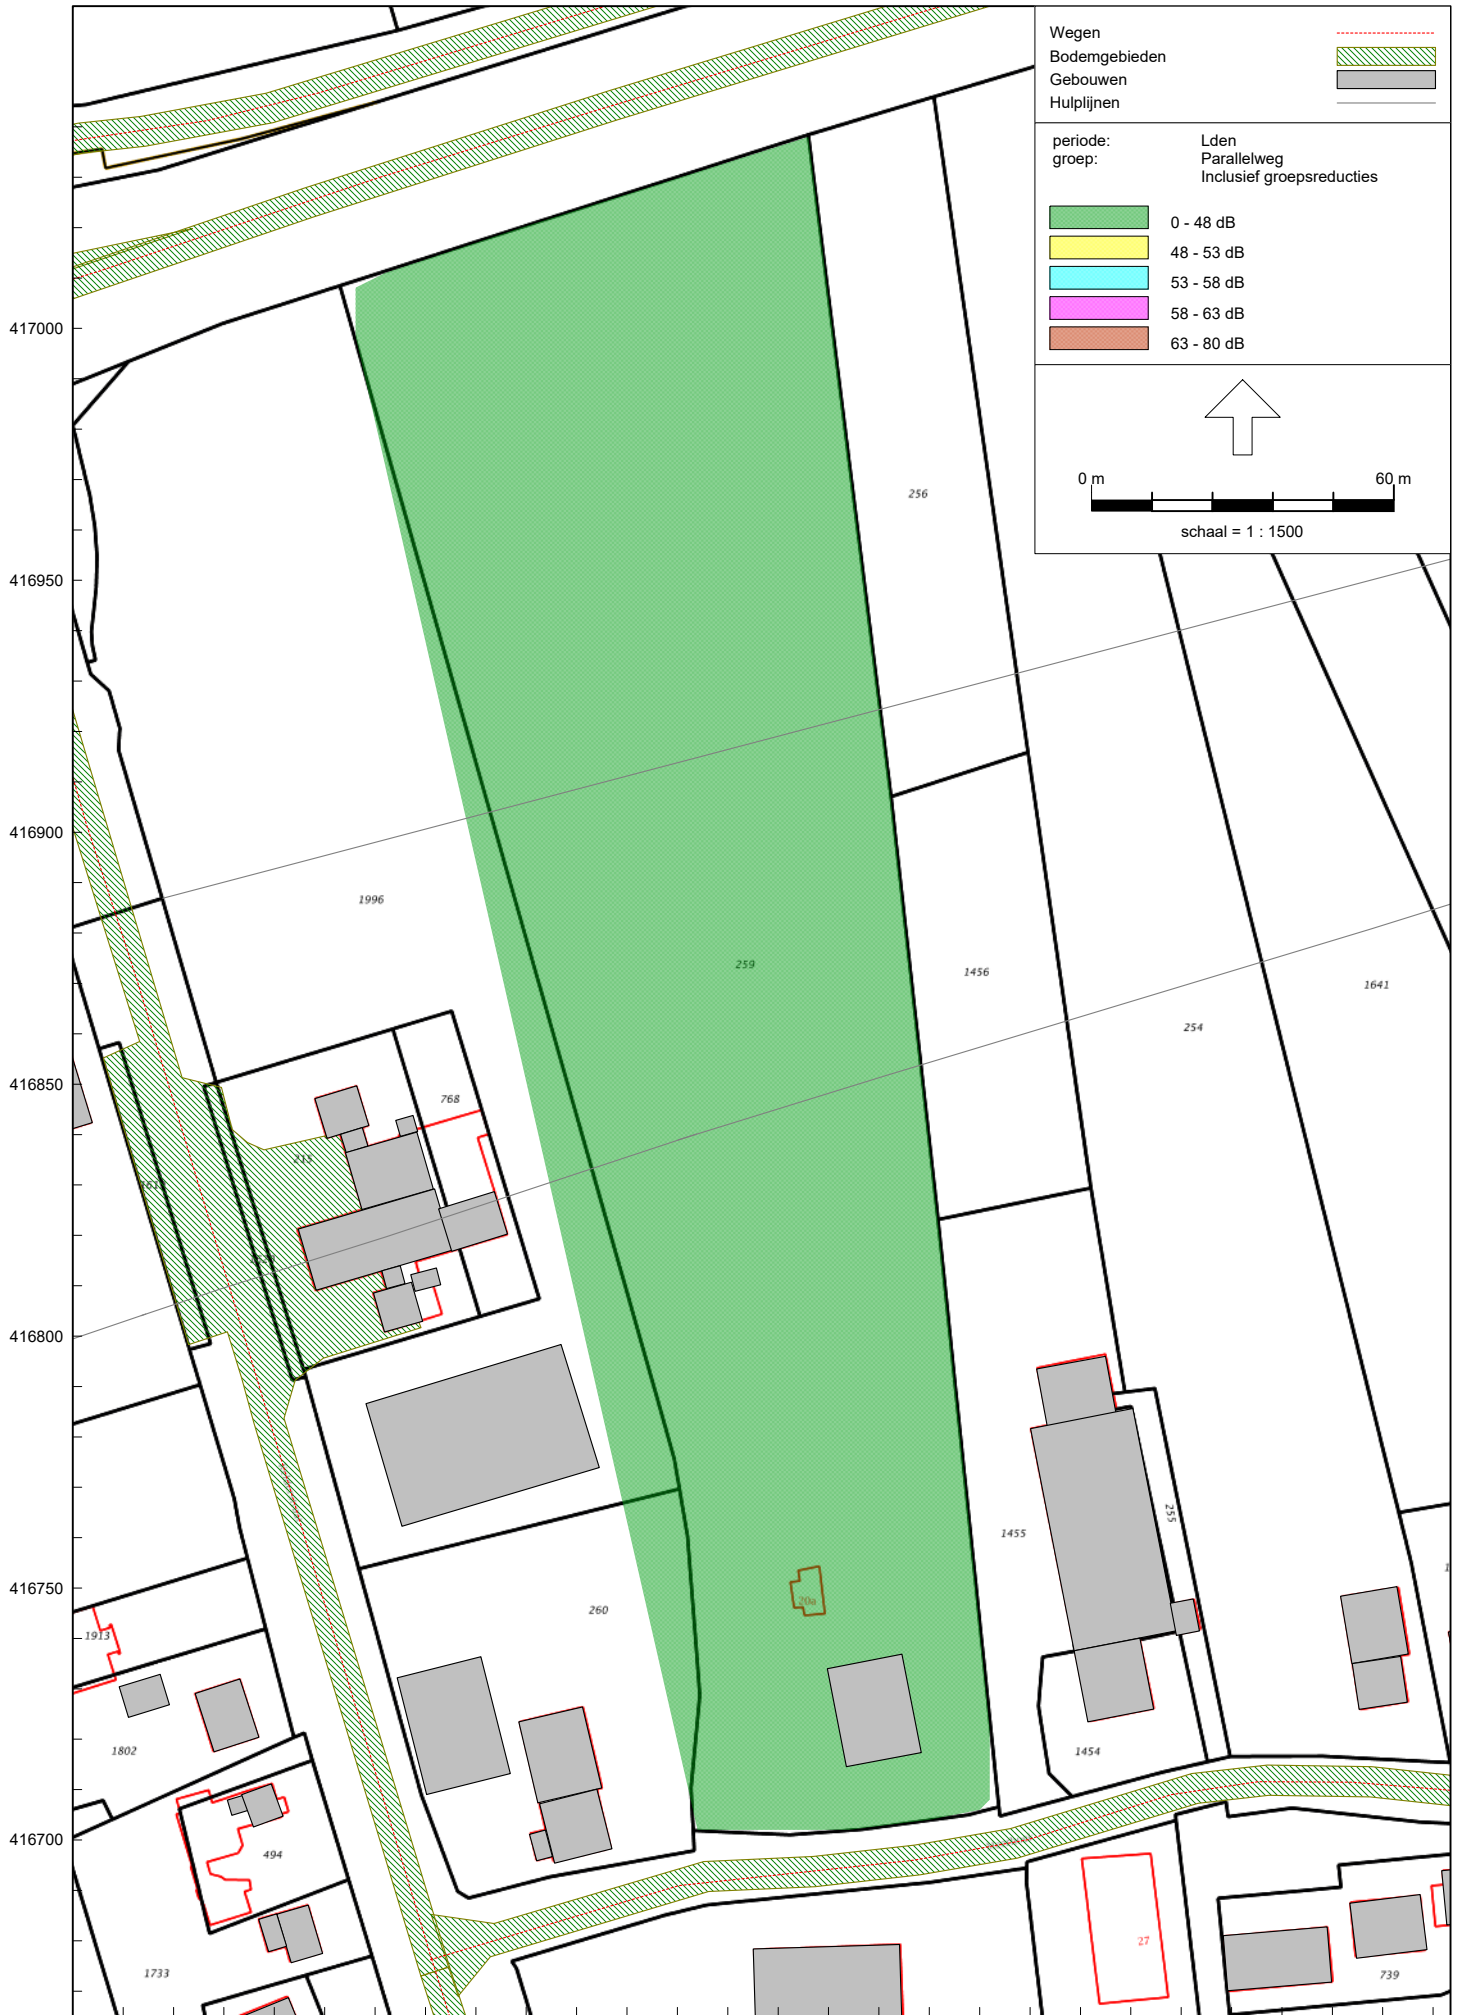 Wegen
Bodemgebieden
Gebouwen
Hulplijnen
periode: Lden
groep: Parallelweg
Inclusief groepsreducties
0 - 48 dB
48 - 53 dB
53 - 58 dB
58 - 63 dB
63 - 80 dB
0 m 60 m
schaal = 1 : 1500
417000
416950
416900
416850
416800
416750
416700
256
1996
259
1456
1641
254
768
215
1455
255
20a
260
1913
1802
1454
494
27
1733
739